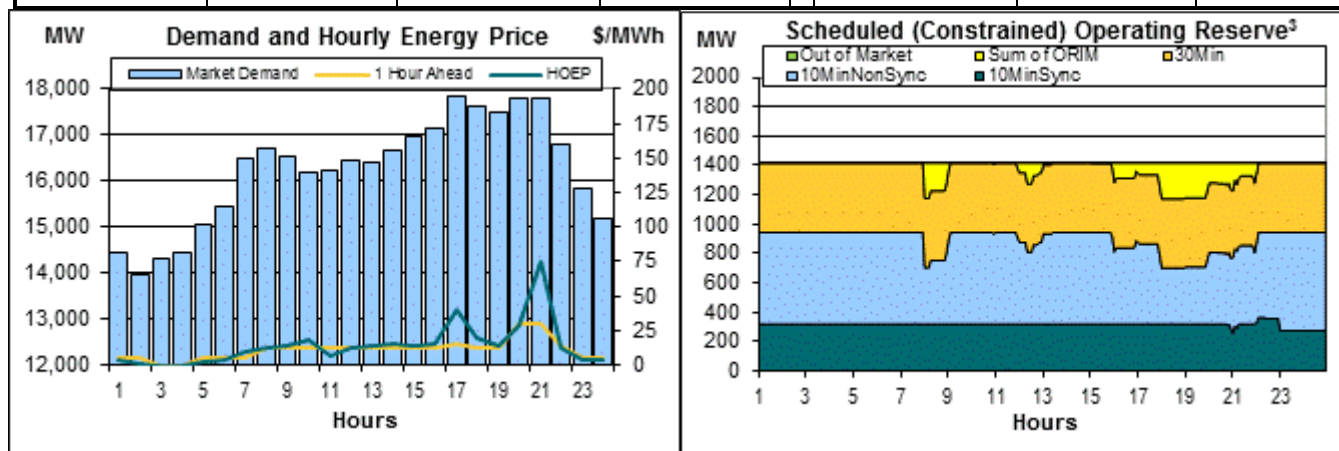 MW Demand and Hourly Energy Price $/MWh
Market Demand 1 Hour Ahead HOEP
18,000 200
17,000 175
16,000 150
15,000 125
14,000 100
13,000 75
12,000 50
25
0
1 3 5 7 9 11 13 15 17 19 21 23
Hours
MW Scheduled (Constrained) Operating Reserve³
Out of Market Sum of ORIM 30Min
10MinNonSync 10MinSync
2000
1800
1600
1400
1200
1000
800
600
400
200
0
1 3 5 7 9 11 13 15 17 19 21 23
Hours